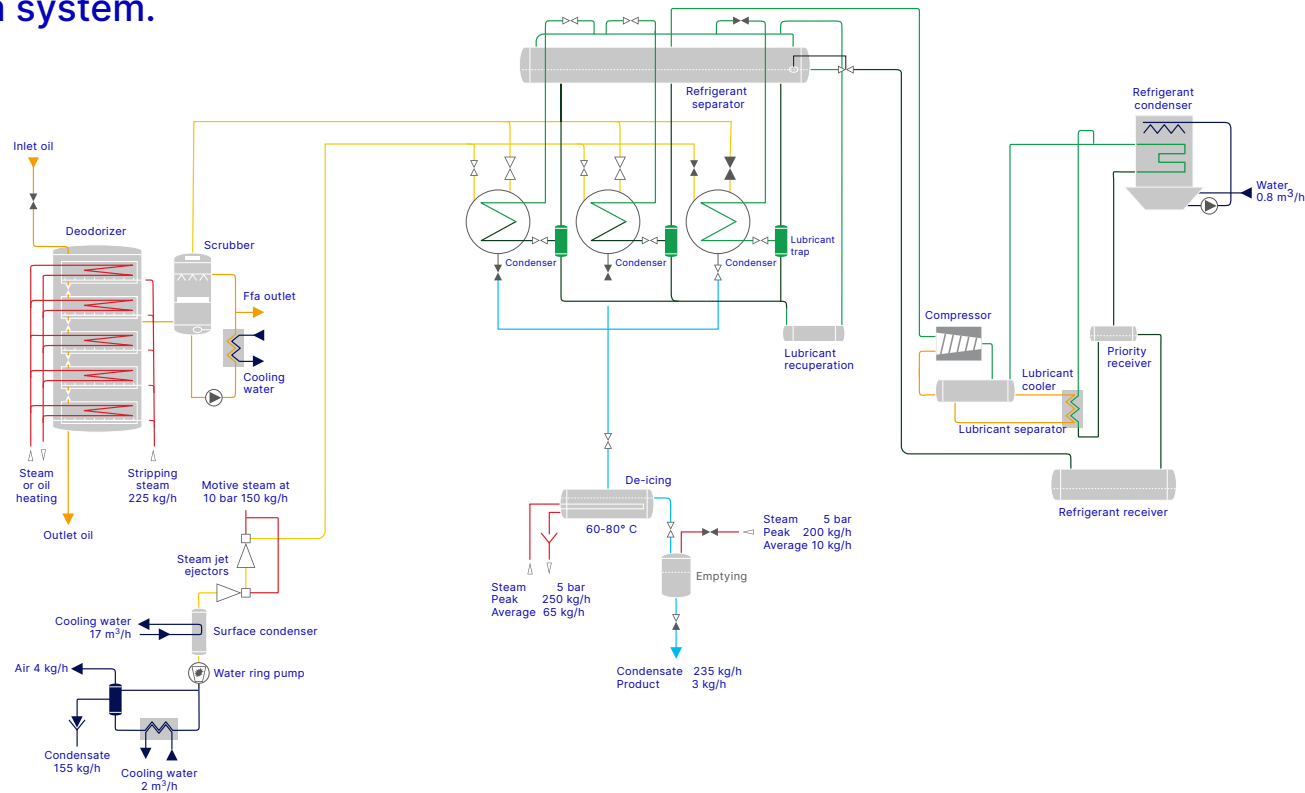 n system.
Refrigerant
separator
Refrigerant
condenser
Inlet oil
Water
0.8 m³/h
Deodorizer
Scrubber
Lubricant
trap
Condenser
Condenser
Condenser
Ffa outlet
Compressor
Cooling
water
Lubricant
recuperation
Priority
receiver
Lubricant
cooler
Lubricant separator
Steam
or oil
heating
Stripping
steam
225 kg/h
Motive steam at
10 bar 150 kg/h
De-icing
60-80° C
Refrigerant receiver
Outlet oil
Steam 5 bar
Peak 200 kg/h
Average 10 kg/h
Steam jet
ejectors
Emptying
Steam 5 bar
Peak 250 kg/h
Average 65 kg/h
Cooling water
17 m³/h
Surface condenser
Air 4 kg/h
Water ring pump
Condensate 235 kg/h
Product 3 kg/h
Condensate
155 kg/h
Cooling water
2 m³/h